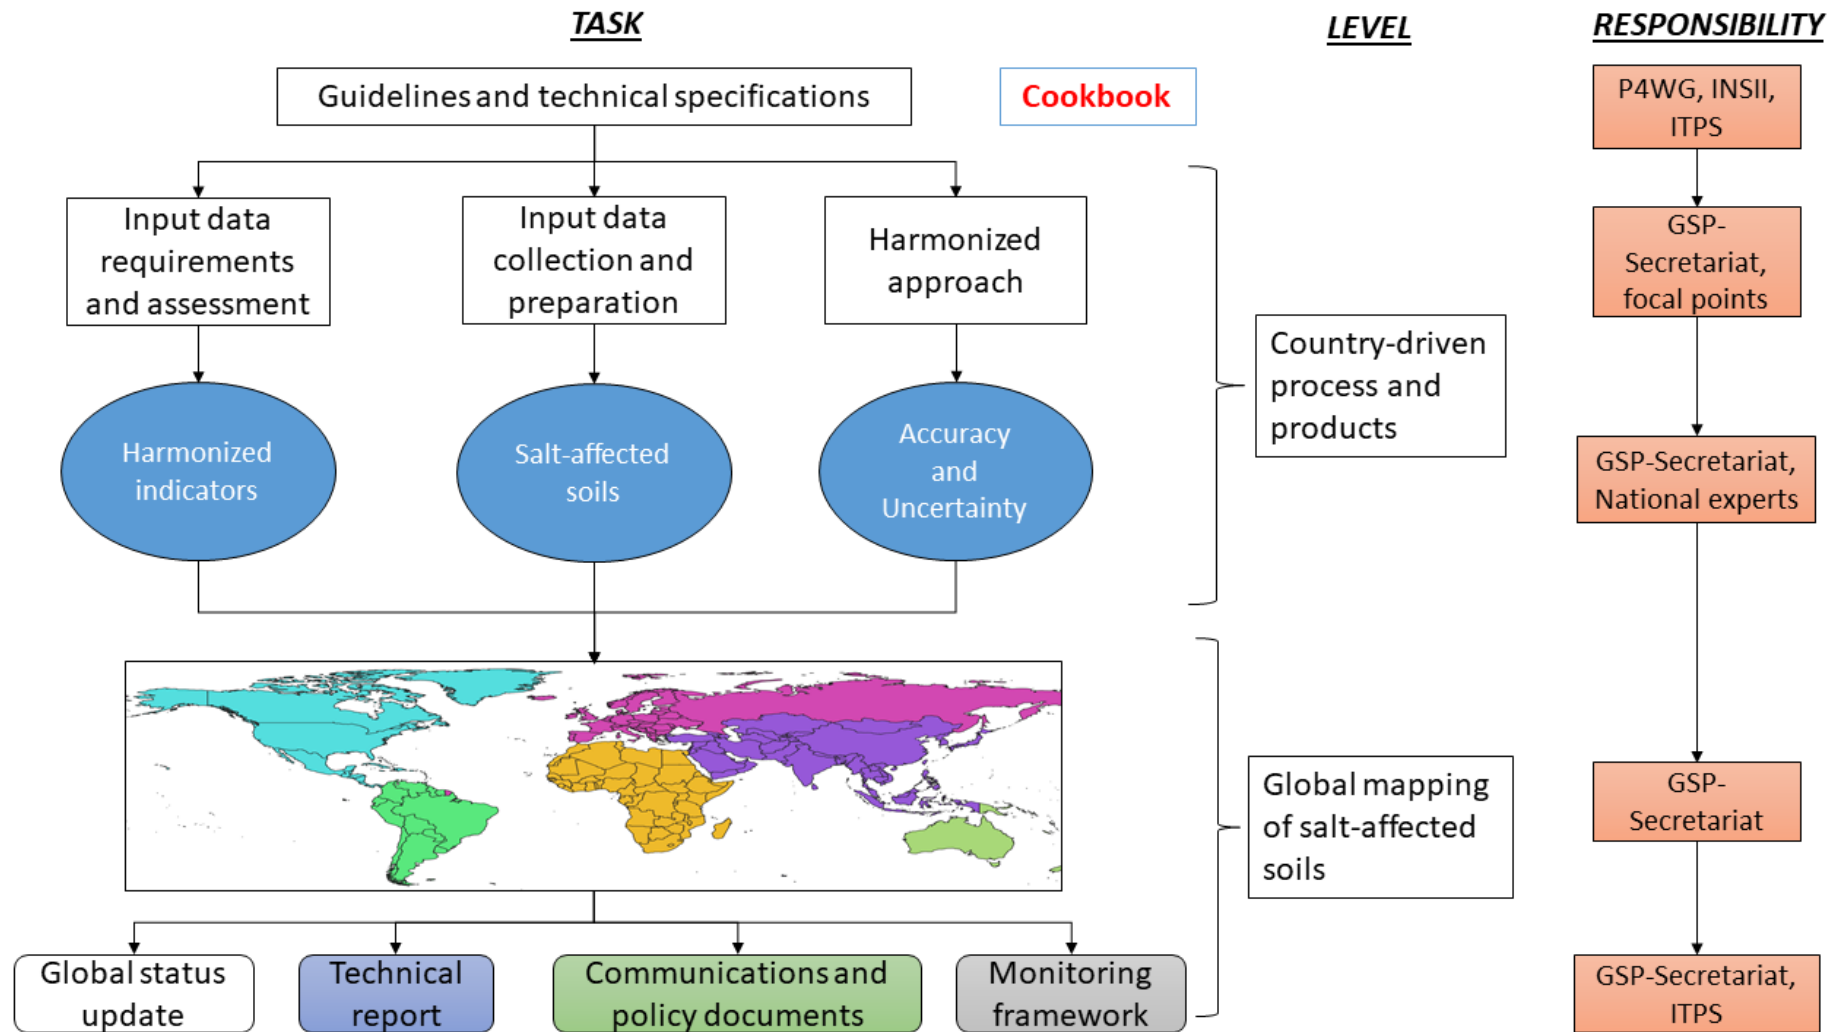 TASK
LEVEL
RESPONSIBILITY
Guidelines and technical specifications
Cookbook
P4WG, INSII,
ITPS
Input data
requirements
and assessment
Input data
collection and
preparation
Harmonized
approach
GSP-
Secretariat,
focal points
Country-driven
process and
products
Harmonized
indicators
Salt-affected
soils
Accuracy
and
Uncertainty
GSP-Secretariat,
National experts
Global mapping
of salt-affected
soils
GSP-
Secretariat
Global status
update
Technical
report
Communications and
policy documents
Monitoring
framework
GSP-Secretariat,
ITPS